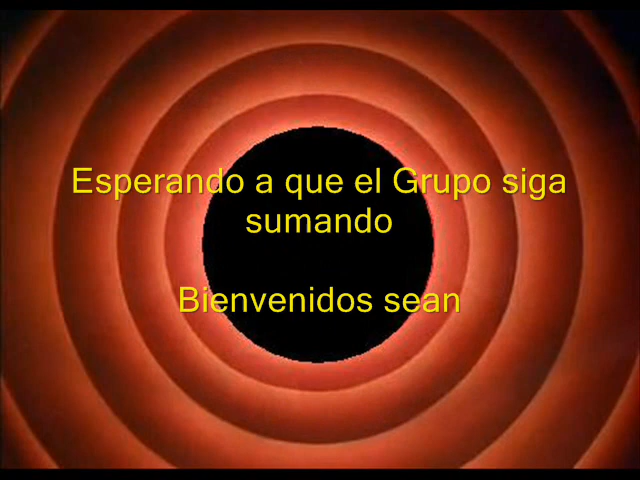 Esperando a que el Grupo siga
sumando
Bienvenidos sean